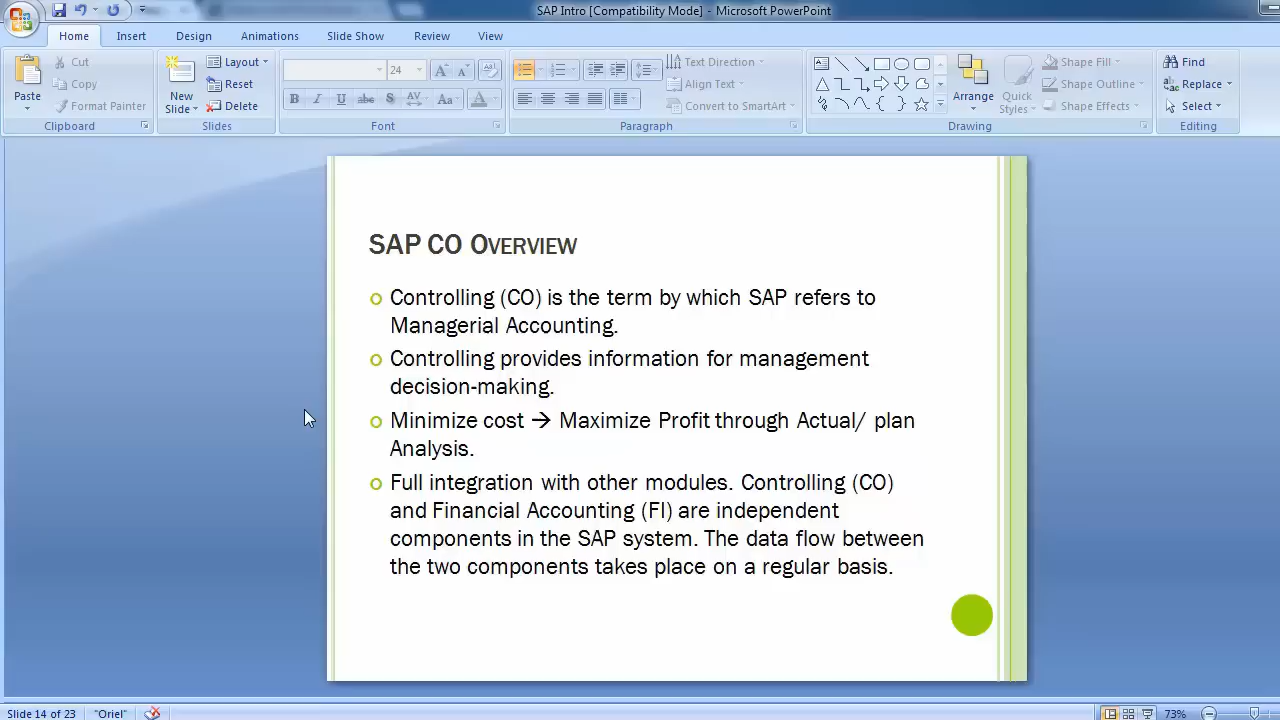 SAP Intro [Compatibility Mode] - Microsoft PowerPoint
Home Insert Design Animations Slide Show Review View
Cut Layout 24 Text Direction Shape Fill Find
Copy Reset Align Text Shape Outline Replace
Paste Format Painter New Slide Delete Convert to SmartArt Arrange Quick Styles Shape Effects Select
Clipboard Slides Font Paragraph Drawing Editing
SAP CO OVERVIEW
Controlling (CO) is the term by which SAP refers to
Managerial Accounting.
Controlling provides information for management
decision-making.
Minimize cost → Maximize Profit through Actual/ plan
Analysis.
Full integration with other modules. Controlling (CO)
and Financial Accounting (FI) are independent
components in the SAP system. The data flow between
the two components takes place on a regular basis.
Slide 14 of 23 "Oriel" 73%